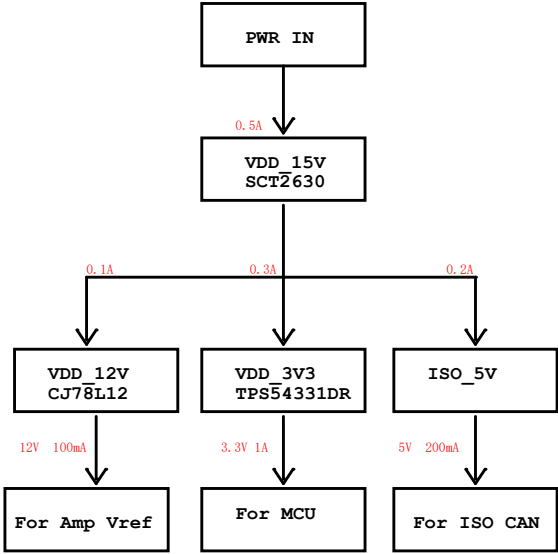 PWR IN
0.5A
VDD_15V
SCT2630
0.1A
0.3A
0.2A
VDD_12V
CJ78L12
VDD_3V3
TPS54331DR
ISO_5V
12V 100mA
3.3V 1A
5V 200mA
For Amp Vref
For MCU
For ISO CAN